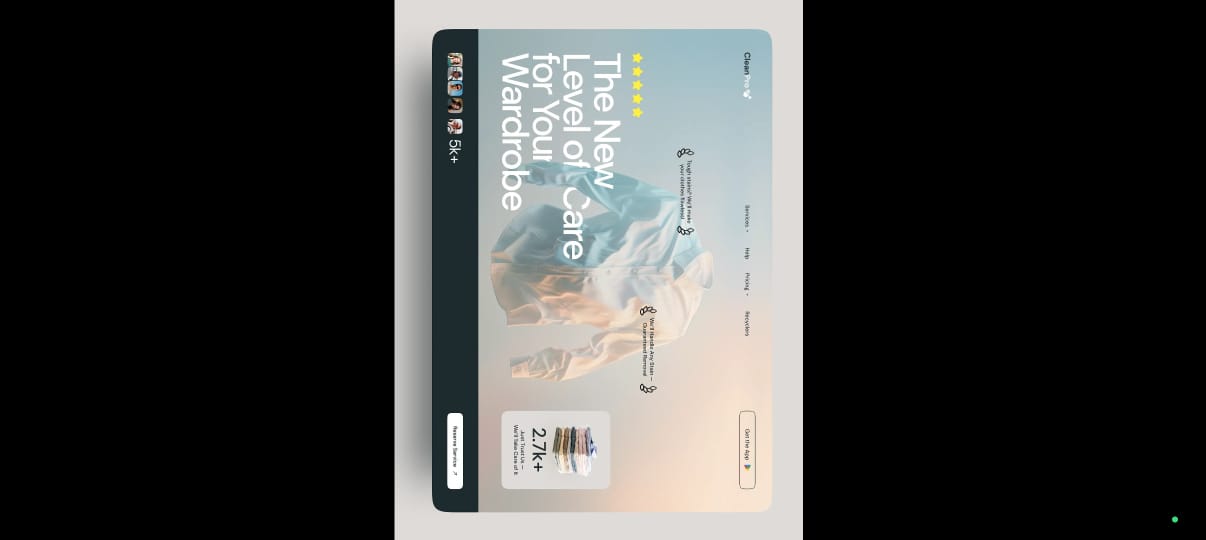 CleanPro
Services
Help
Pricing
Recyclers
Get the App
Tough stains? We'll make
your clothes flawless!
The New
Level of Care
for Your
Wardrobe
We'll Handle Any Stain —
Guaranteed Removal
2.7k+
Just Trust Us —
We'll Take Care of It
5k+
Reserve Service